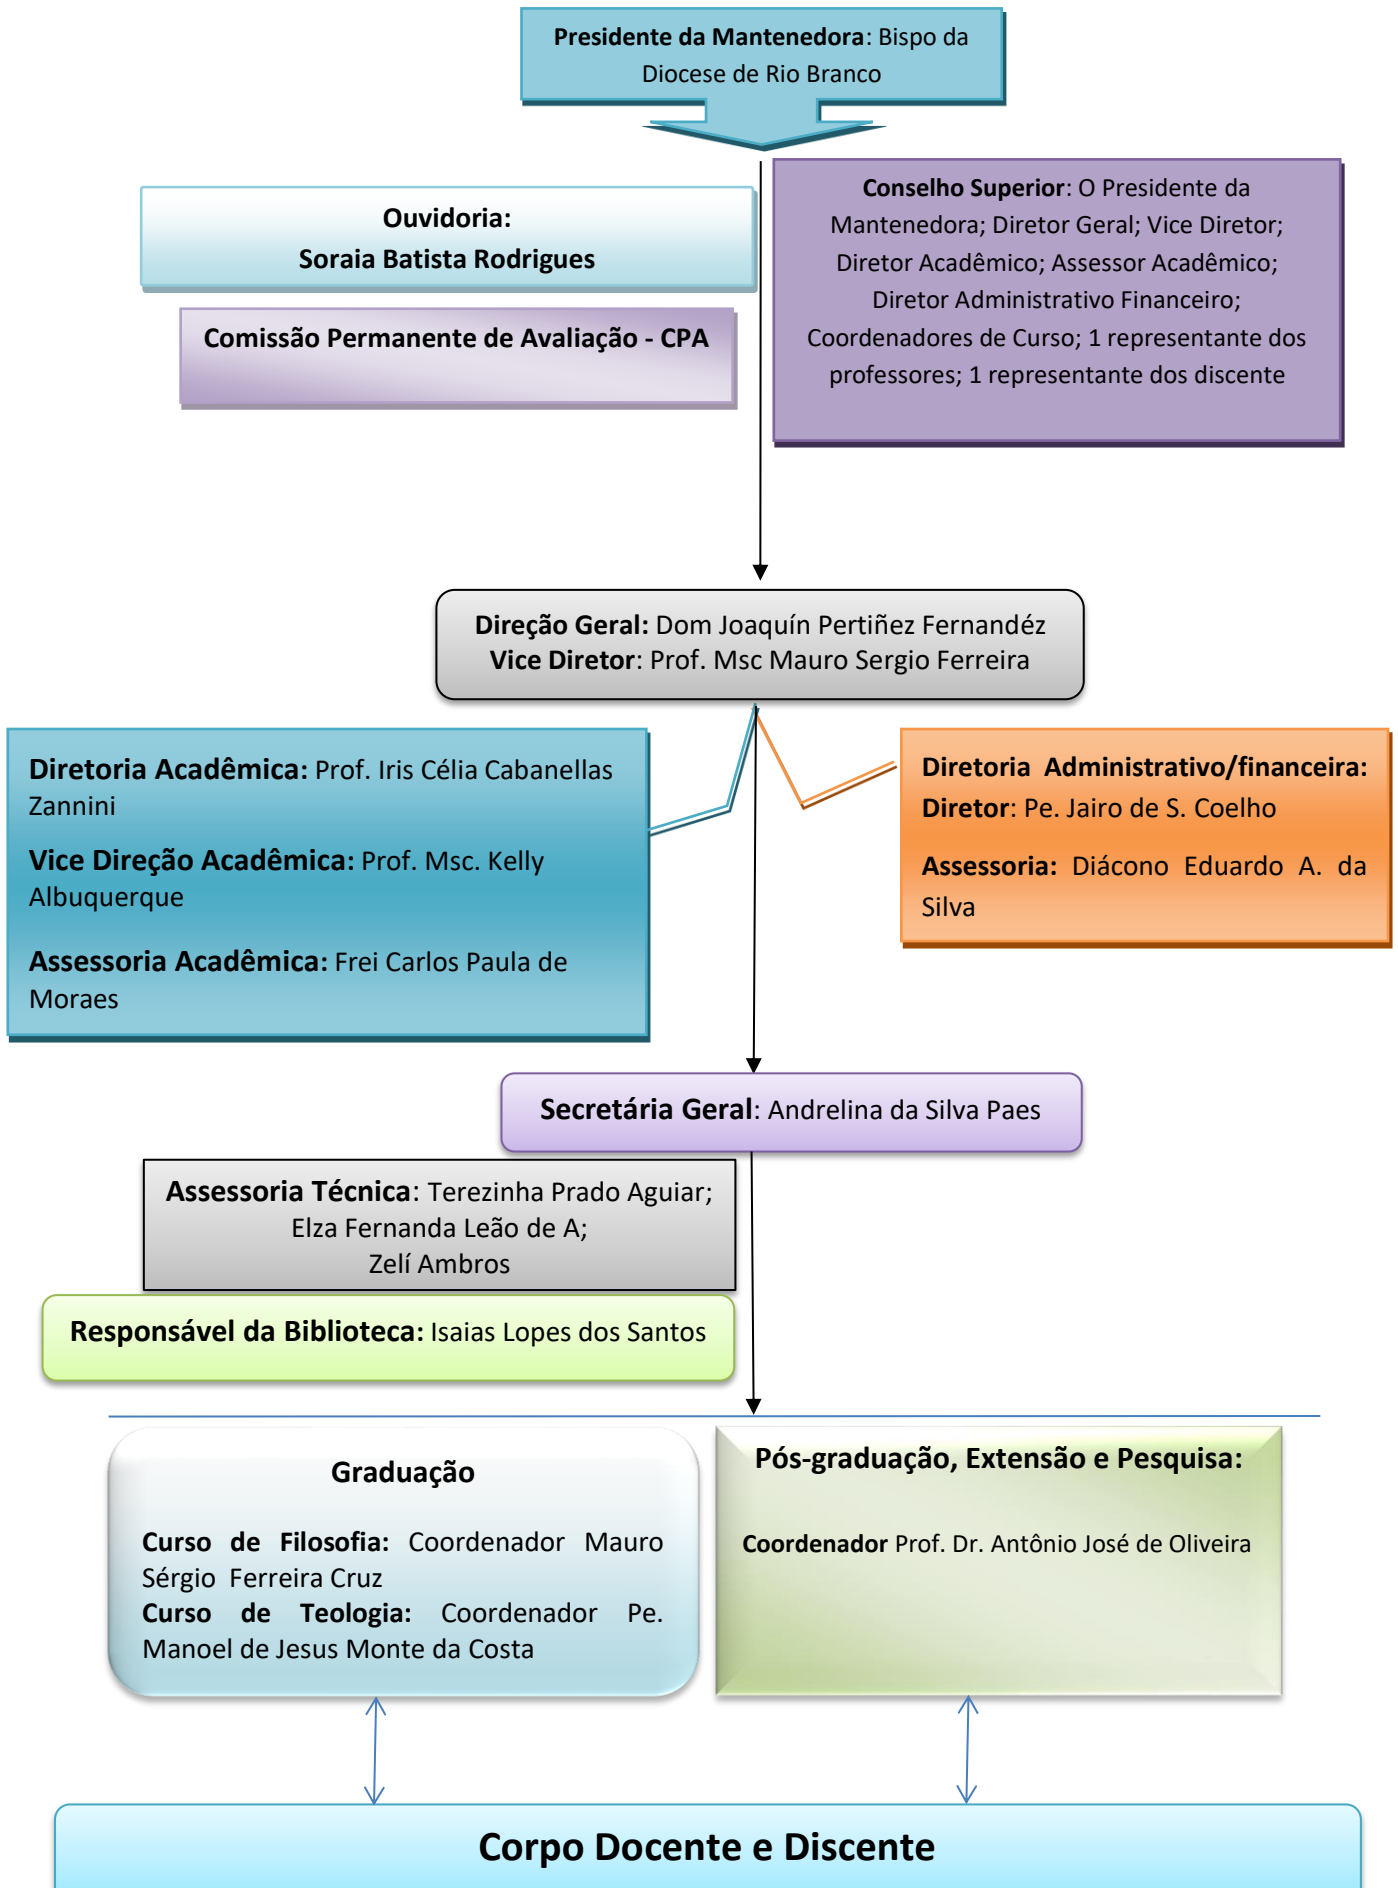 Presidente da Mantenedora: Bispo da
Diocese de Rio Branco
Ouvidoria:
Soraia Batista Rodrigues
Comissão Permanente de Avaliação - CPA
Conselho Superior: O Presidente da
Mantenedora; Diretor Geral; Vice Diretor;
Diretor Acadêmico; Assessor Acadêmico;
Diretor Administrativo Financeiro;
Coordenadores de Curso; 1 representante dos
professores; 1 representante dos discente
Direção Geral: Dom Joaquín Pertiñez Fernandéz
Vice Diretor: Prof. Msc Mauro Sergio Ferreira
Diretoria Acadêmica: Prof. Iris Célia Cabanellas
Zannini
Vice Direção Acadêmica: Prof. Msc. Kelly
Albuquerque
Assessoria Acadêmica: Frei Carlos Paula de
Moraes
Diretoria Administrativo/financeira:
Diretor: Pe. Jairo de S. Coelho
Assessoria: Diácono Eduardo A. da
Silva
Secretária Geral: Andrelina da Silva Paes
Assessoria Técnica: Terezinha Prado Aguiar;
Elza Fernanda Leão de A;
Zelí Ambros
Responsável da Biblioteca: Isaias Lopes dos Santos
Graduação
Curso de Filosofia: Coordenador Mauro
Sérgio Ferreira Cruz
Curso de Teologia: Coordenador Pe.
Manoel de Jesus Monte da Costa
Pós-graduação, Extensão e Pesquisa:
Coordenador Prof. Dr. Antônio José de Oliveira
Corpo Docente e Discente